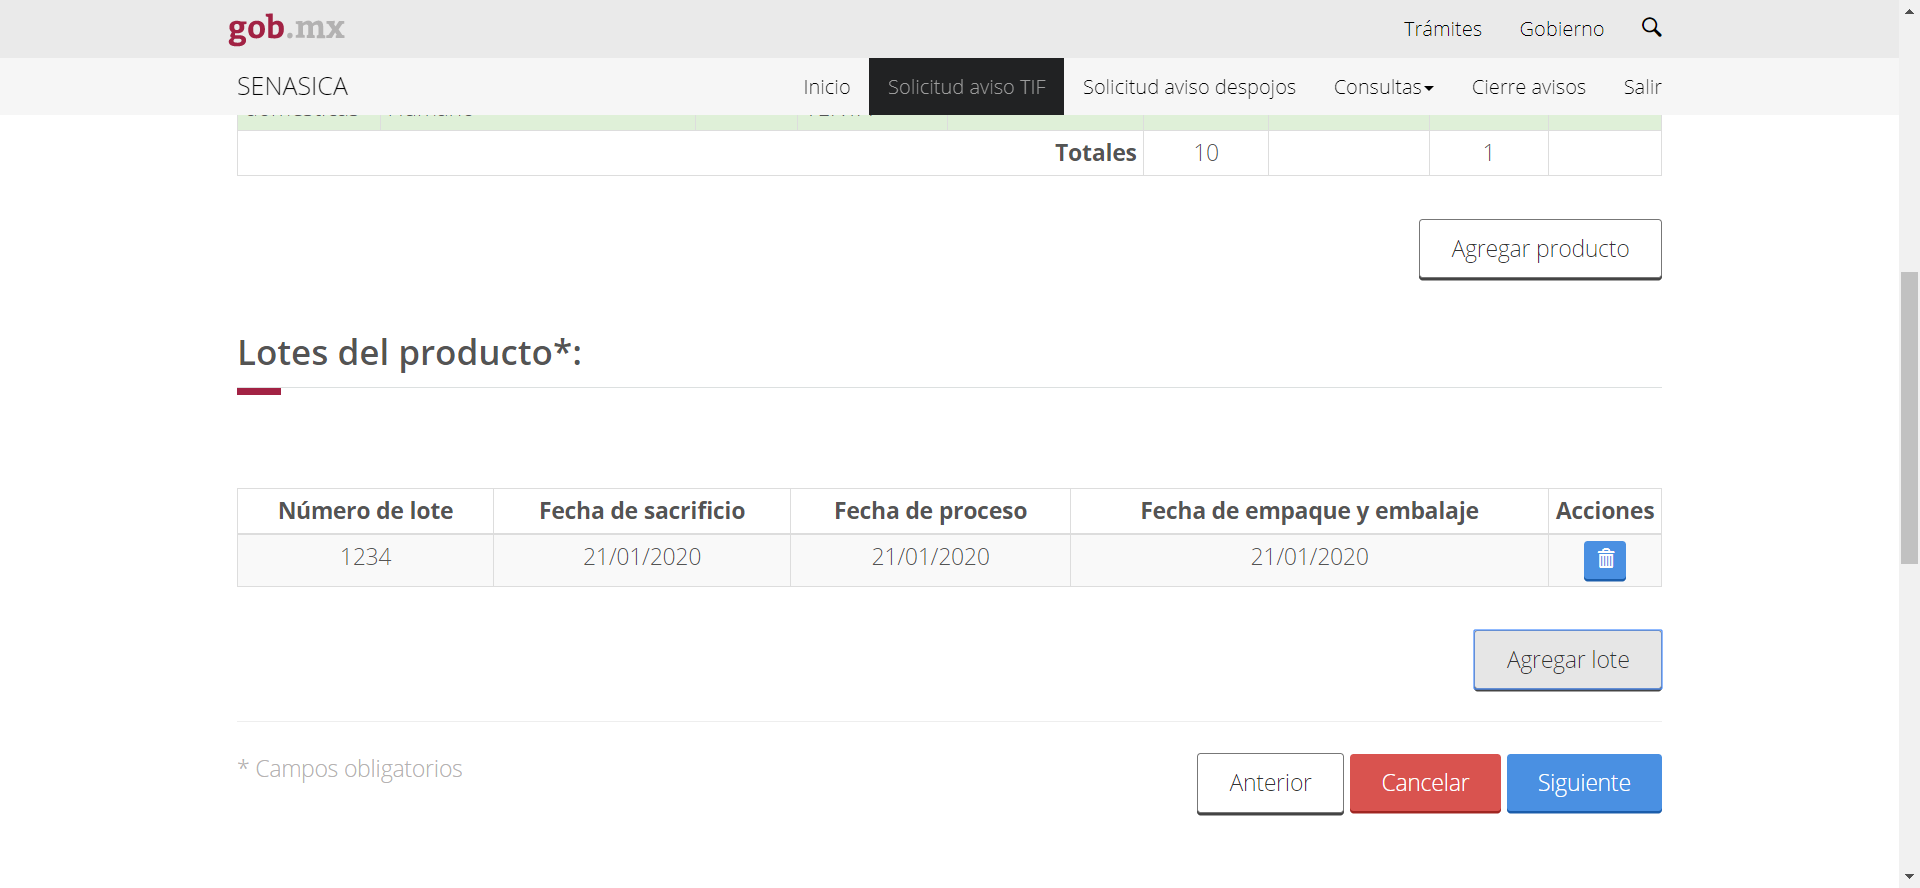 gob.mx
Trámites Gobierno
SENASICA
Inicio Solicitud aviso TIF Solicitud aviso despojos Consultas Cierre avisos Salir
Totales 10 1
Agregar producto
Lotes del producto*:
Número de lote Fecha de sacrificio Fecha de proceso Fecha de empaque y embalaje Acciones
1234 21/01/2020 21/01/2020 21/01/2020
Agregar lote
* Campos obligatorios
Anterior Cancelar Siguiente